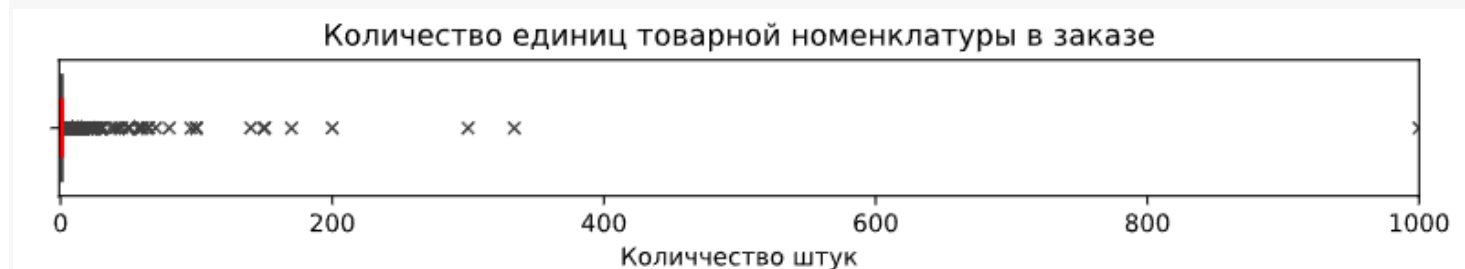 Количество единиц товарной номенклатуры в заказе
0 200 400 600 800 1000
Количчество штук